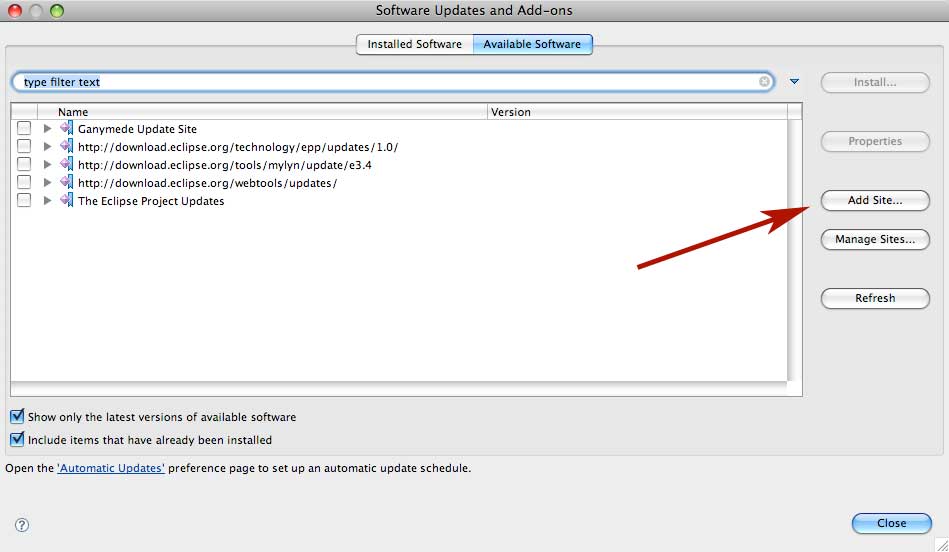 Software Updates and Add-ons
Installed Software Available Software
type filter text
Install...
Name Version
Ganymede Update Site
http://download.eclipse.org/technology/epp/updates/1.0/
Properties
http://download.eclipse.org/tools/mylyn/update/e3.4
http://download.eclipse.org/webtools/updates/
The Eclipse Project Updates
Add Site...
Manage Sites...
Refresh
Show only the latest versions of available software
Include items that have already been installed
Open the 'Automatic Updates' preference page to set up an automatic update schedule.
?
Close